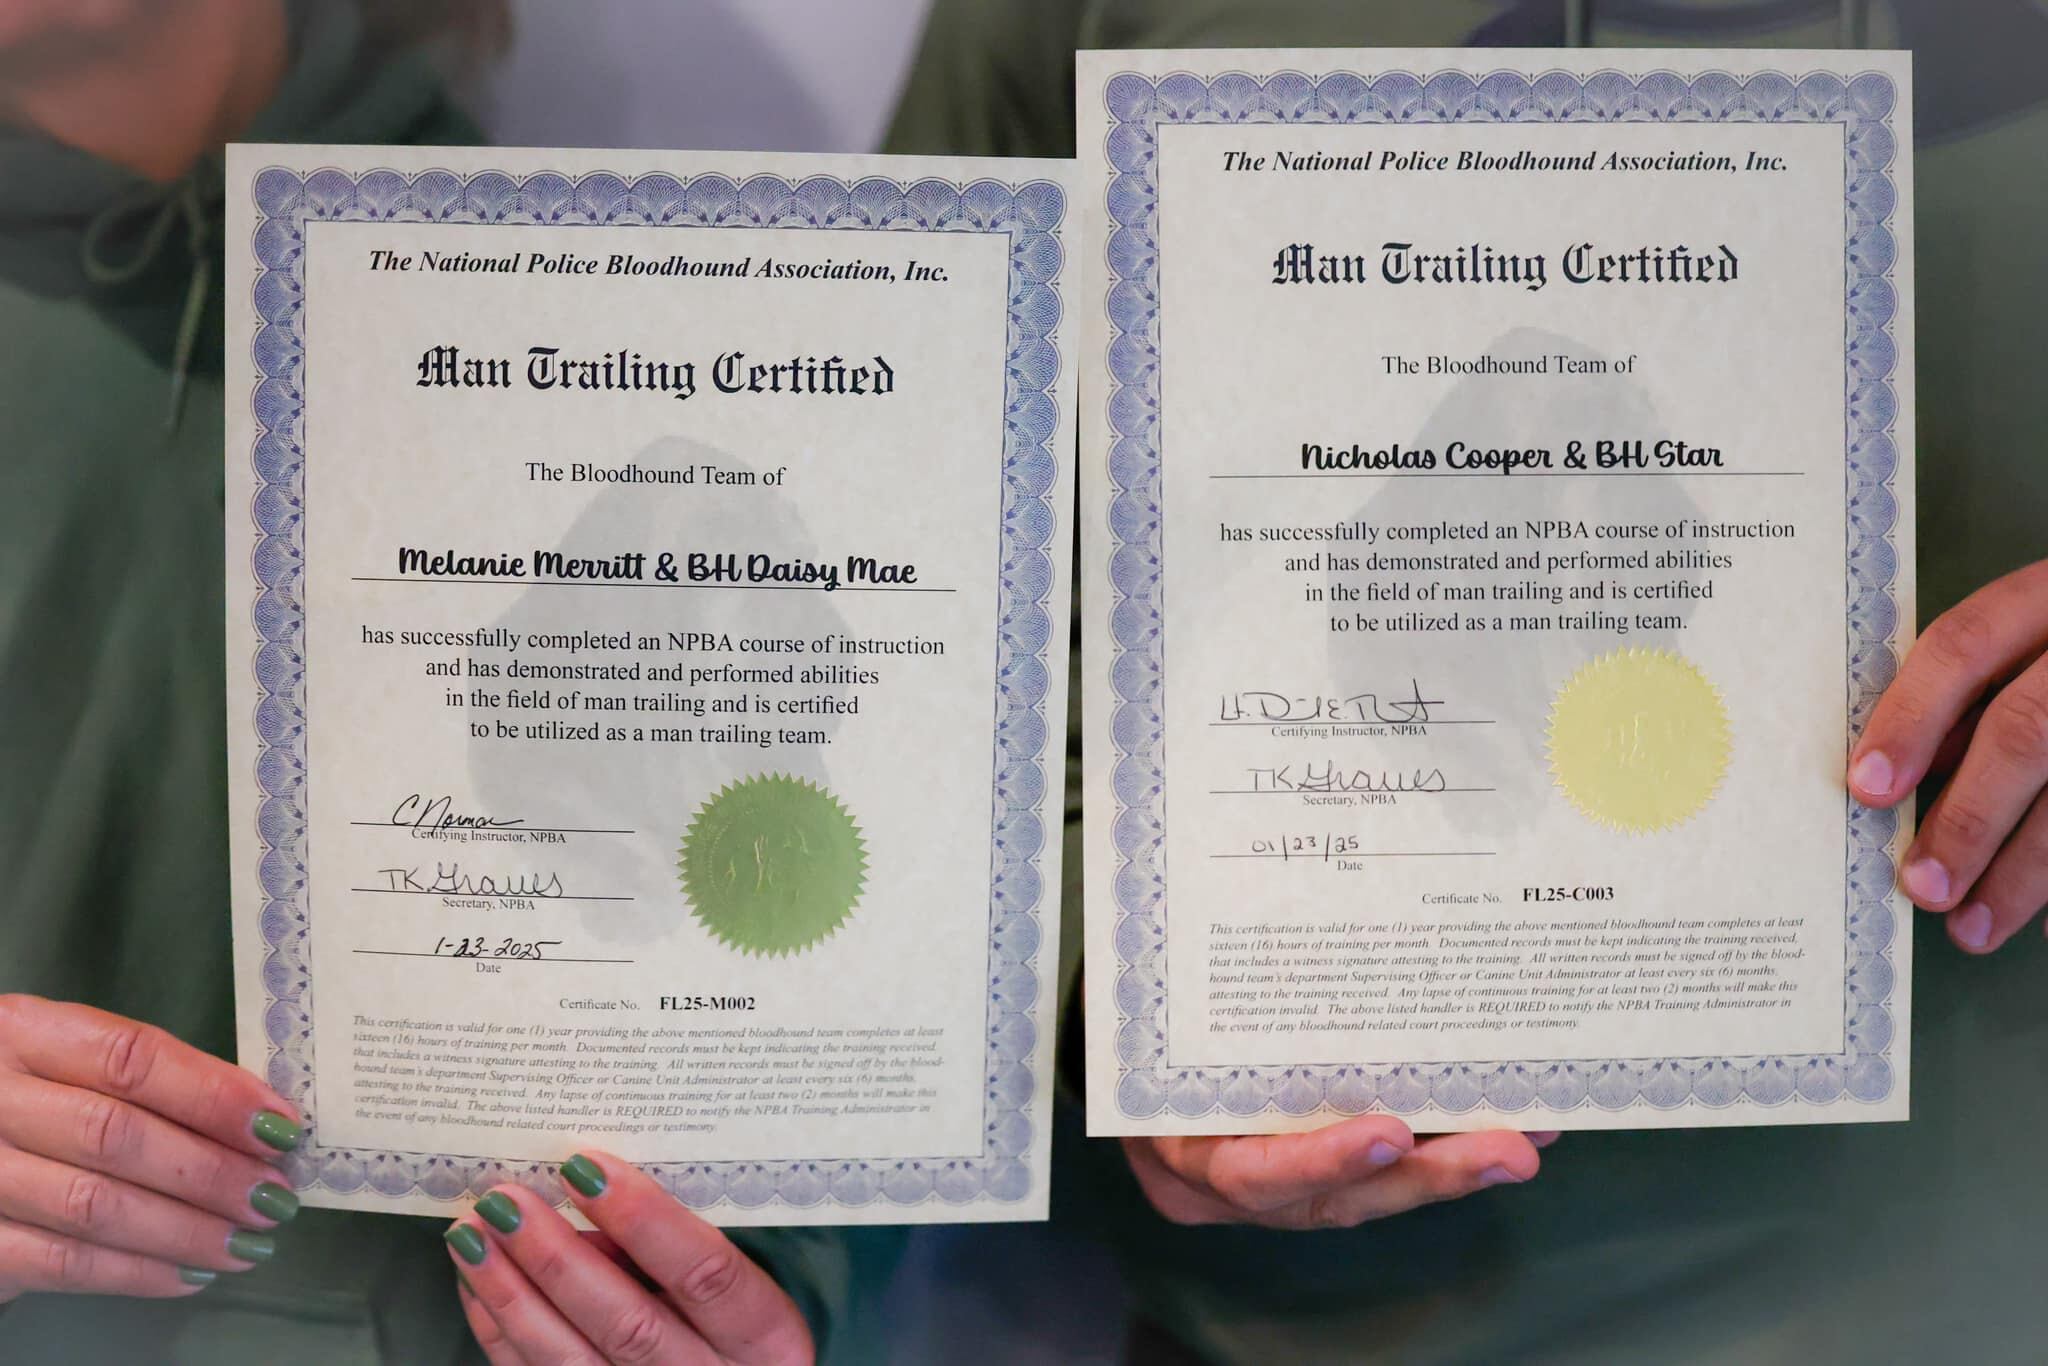 The National Police Bloodhound Association, Inc.
Man Trailing Certified
The Bloodhound Team of
Melanie Merritt & BH Daisy Mae
has successfully completed an NPBA course of instruction
and has demonstrated and performed abilities
in the field of man trailing and is certified
to be utilized as a man trailing team.
C Norman
Certifying Instructor, NPBA
TK Graves
Secretary, NPBA
1-23-2025
Date
Certificate No. FL25-M002
This certification is valid for one (1) year providing the above mentioned bloodhound team completes at least
sixteen (16) hours of training per month. Documented records must be kept indicating the training received,
that includes a witness signature attesting to the training. All written records must be signed off by the blood-
hound team's department Supervising Officer or Canine Unit Administrator at least every six (6) months,
attesting to the training received. Any lapse of continuous training for at least two (2) months will make this
certification invalid. The above listed handler is REQUIRED to notify the NPBA Training Administrator in
the event of any bloodhound related court proceedings or testimony.
The National Police Bloodhound Association, Inc.
Man Trailing Certified
The Bloodhound Team of
Nicholas Cooper & BH Star
has successfully completed an NPBA course of instruction
and has demonstrated and performed abilities
in the field of man trailing and is certified
to be utilized as a man trailing team.
Lt.
Certifying Instructor, NPBA
TK Graves
Secretary, NPBA
01/23/25
Date
Certificate No. FL25-C003
This certification is valid for one (1) year providing the above mentioned bloodhound team completes at least
sixteen (16) hours of training per month. Documented records must be kept indicating the training received,
that includes a witness signature attesting to the training. All written records must be signed off by the blood-
hound team's department Supervising Officer or Canine Unit Administrator at least every six (6) months,
attesting to the training received. Any lapse of continuous training for at least two (2) months will make this
certification invalid. The above listed handler is REQUIRED to notify the NPBA Training Administrator in
the event of any bloodhound related court proceedings or testimony.